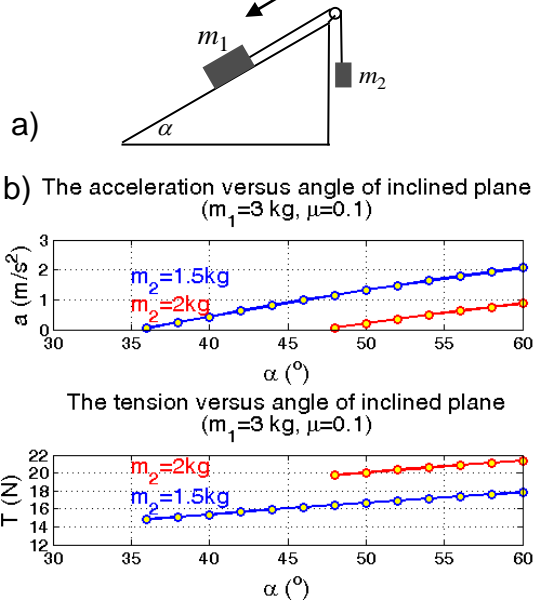 m₁
m₂
α
a)
b)
The acceleration versus angle of inclined plane
(m₁=3 kg, μ=0.1)
3
2
1
0
a (m/s²)
m₂=1.5kg
m₂=2kg
30 35 40 45 50 55 60
α (°)
The tension versus angle of inclined plane
(m₁=3 kg, μ=0.1)
22
20
18
16
14
12
T (N)
m₂=2kg
m₂=1.5kg
30 35 40 45 50 55 60
α (°)